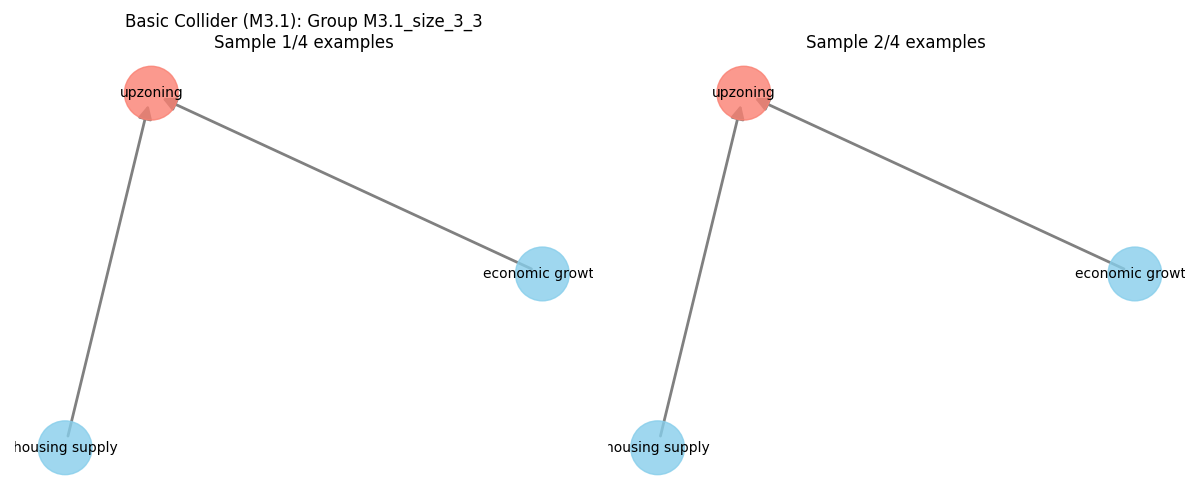 Basic Collider (M3.1): Group M3.1_size_3_3
Sample 1/4 examples
Sample 2/4 examples
upzoning
upzoning
economic growt
economic growt
housing supply
housing supply